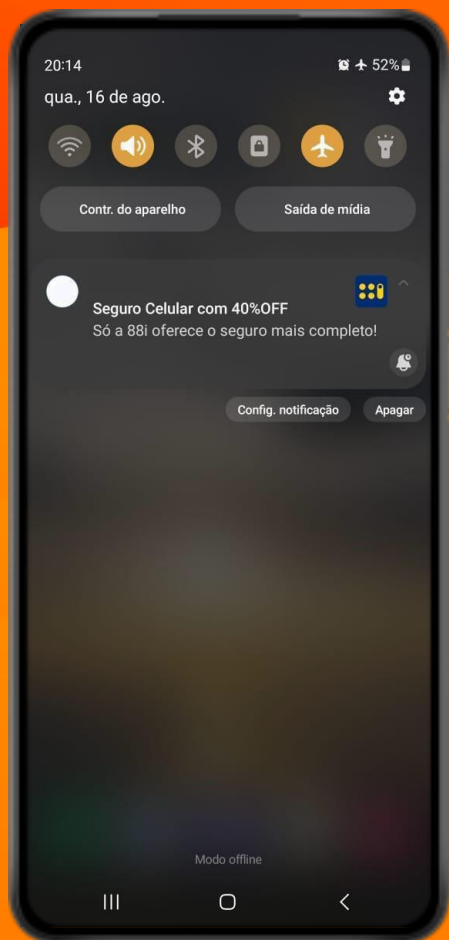 20:14
52%
qua., 16 de ago.
Contr. do aparelho
Saída de mídia
Seguro Celular com 40%OFF
Só a 88i oferece o seguro mais completo!
Config. notificação
Apagar
Modo offline